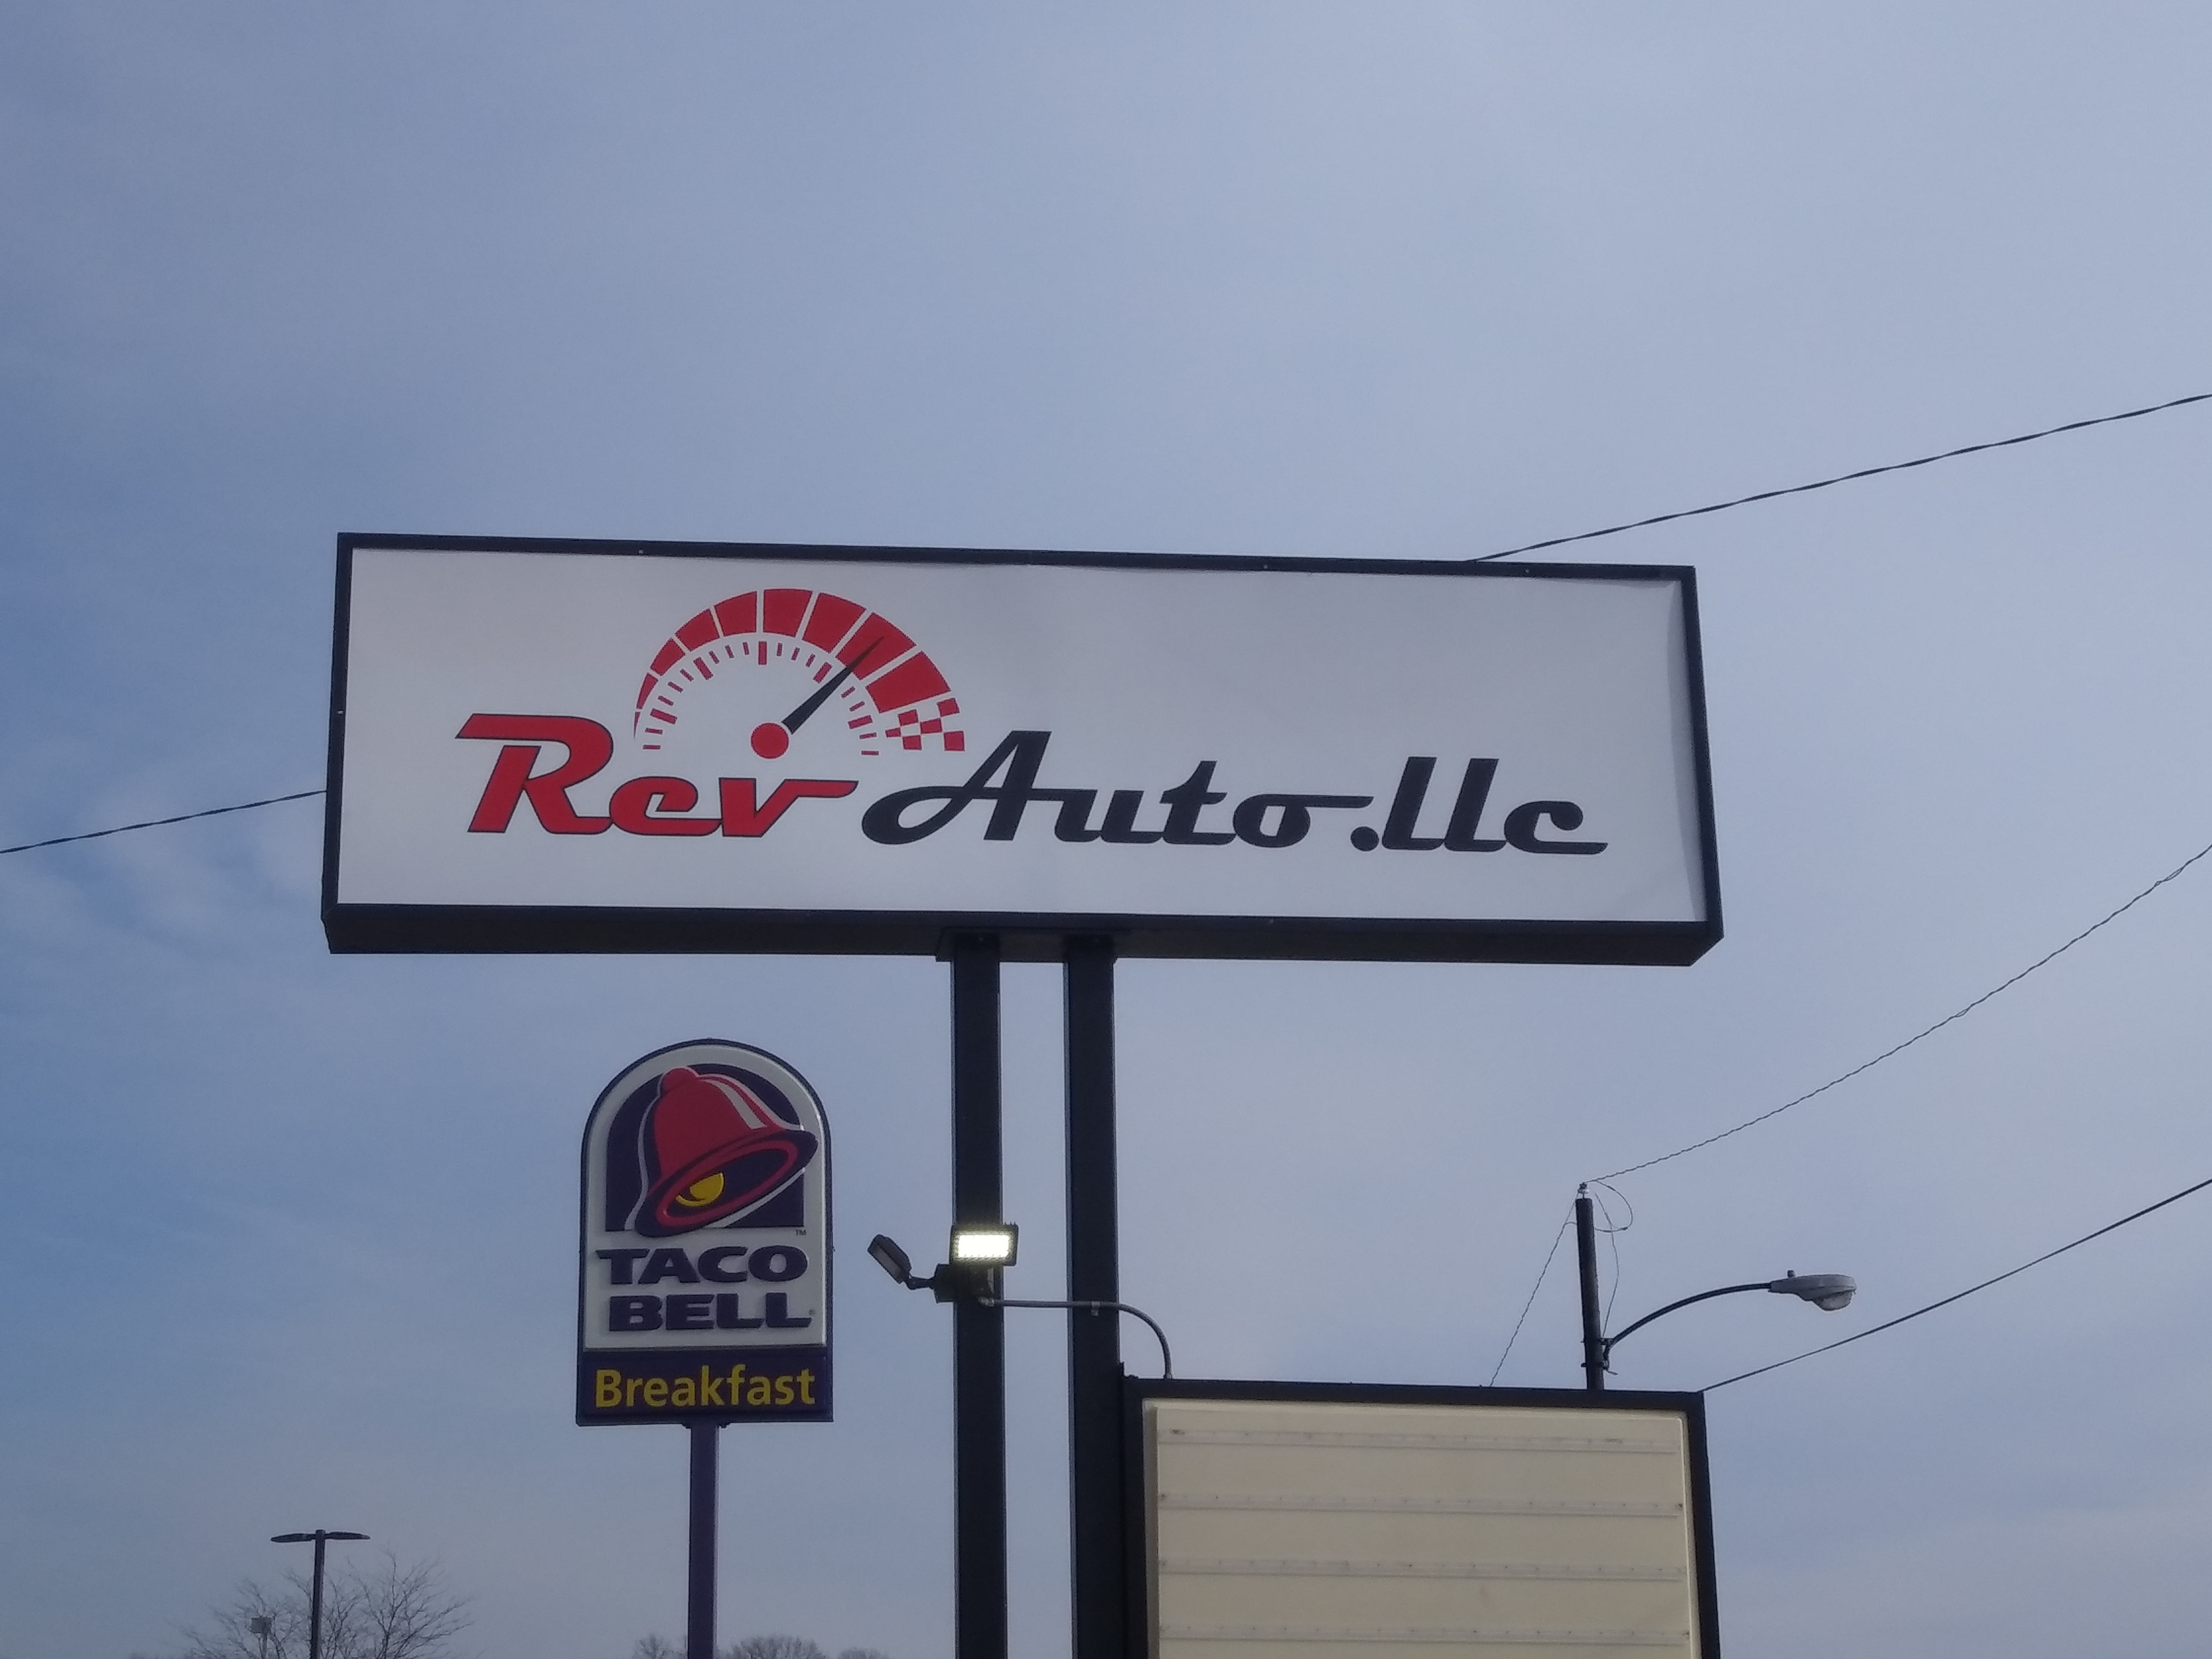 Rev Auto.llc
TACO
BELL
Breakfast